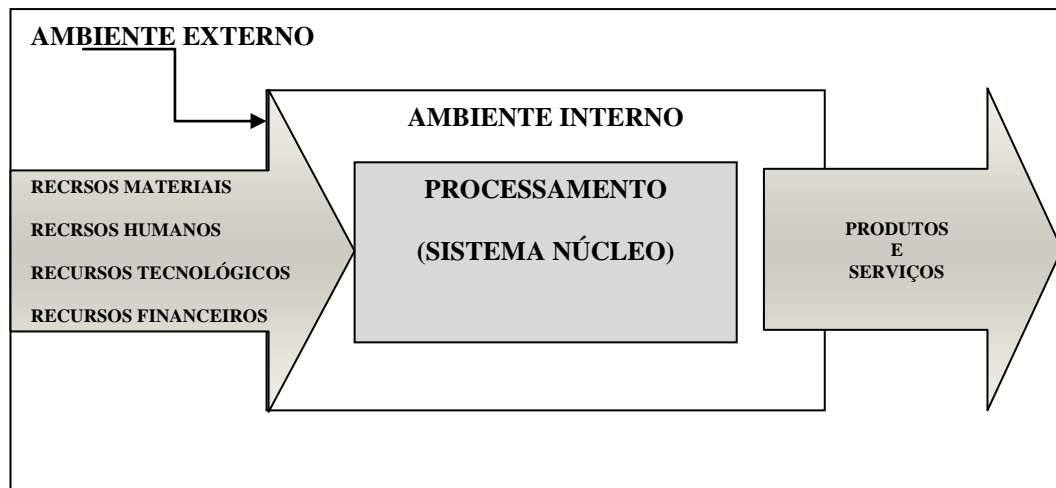 AMBIENTE EXTERNO
AMBIENTE INTERNO
RECRSOS MATERIAIS
RECRSOS HUMANOS
RECURSOS TECNOLÓGICOS
RECURSOS FINANCEIROS
PROCESSAMENTO
(SISTEMA NÚCLEO)
PRODUTOS
E
SERVIÇOS